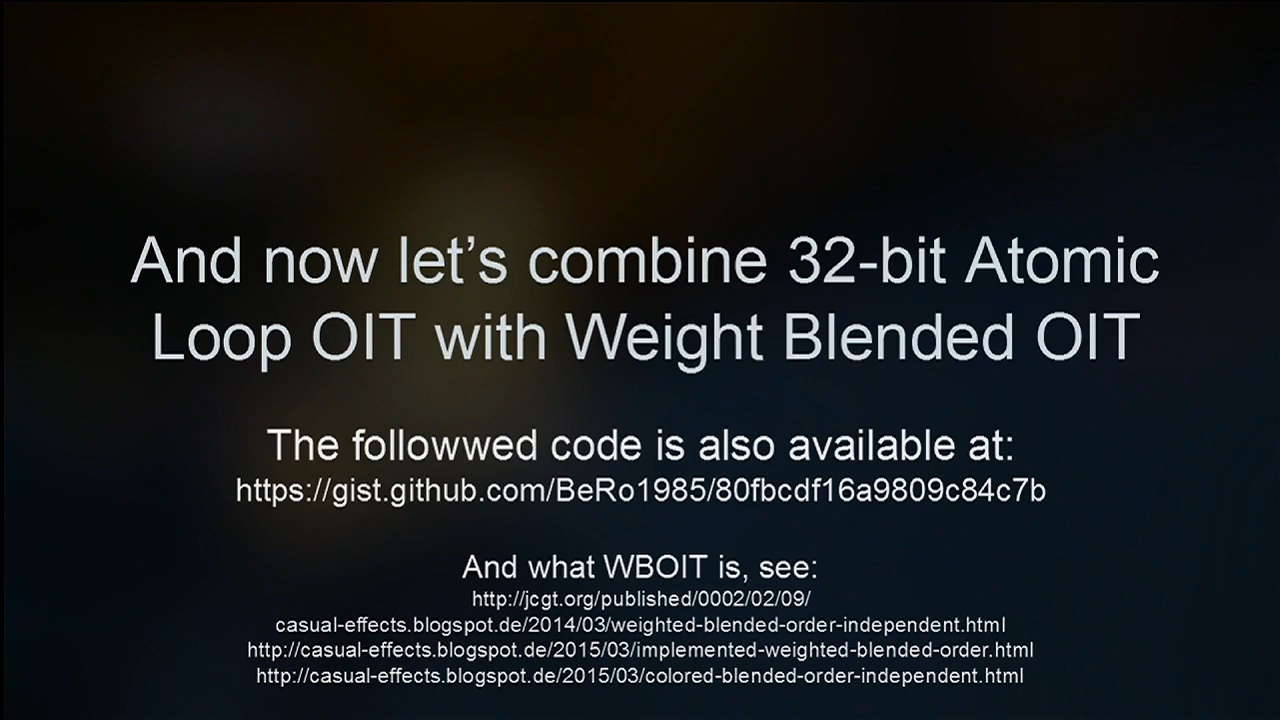 And now let’s combine 32-bit Atomic
Loop OIT with Weight Blended OIT
The followwed code is also available at:
https://gist.github.com/BeRo1985/80fbcdf16a9809c84c7b
And what WBOIT is, see:
http://jcgt.org/published/0002/02/09/
casual-effects.blogspot.de/2014/03/weighted-blended-order-independent.html
http://casual-effects.blogspot.de/2015/03/implemented-weighted-blended-order.html
http://casual-effects.blogspot.de/2015/03/colored-blended-order-independent.html